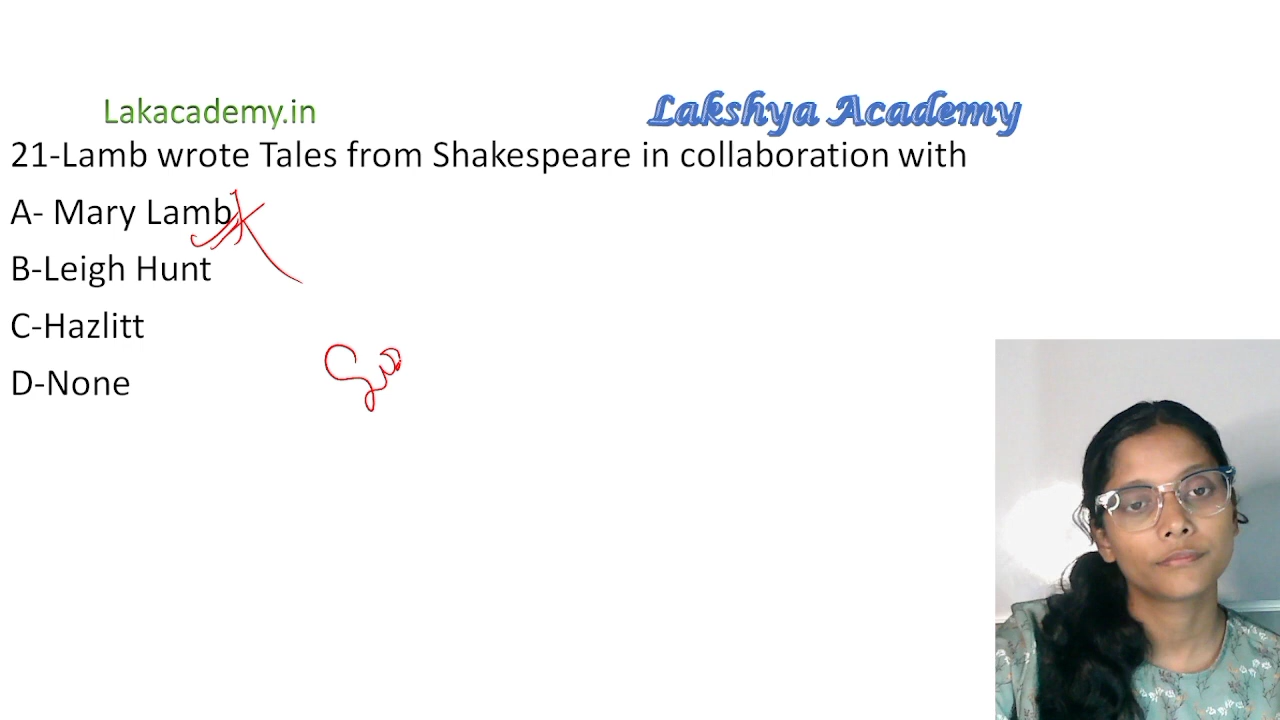 Lakacademy.in Lakshya Academy
21-Lamb wrote Tales from Shakespeare in collaboration with
A- Mary Lamb
B-Leigh Hunt
C-Hazlitt
D-None